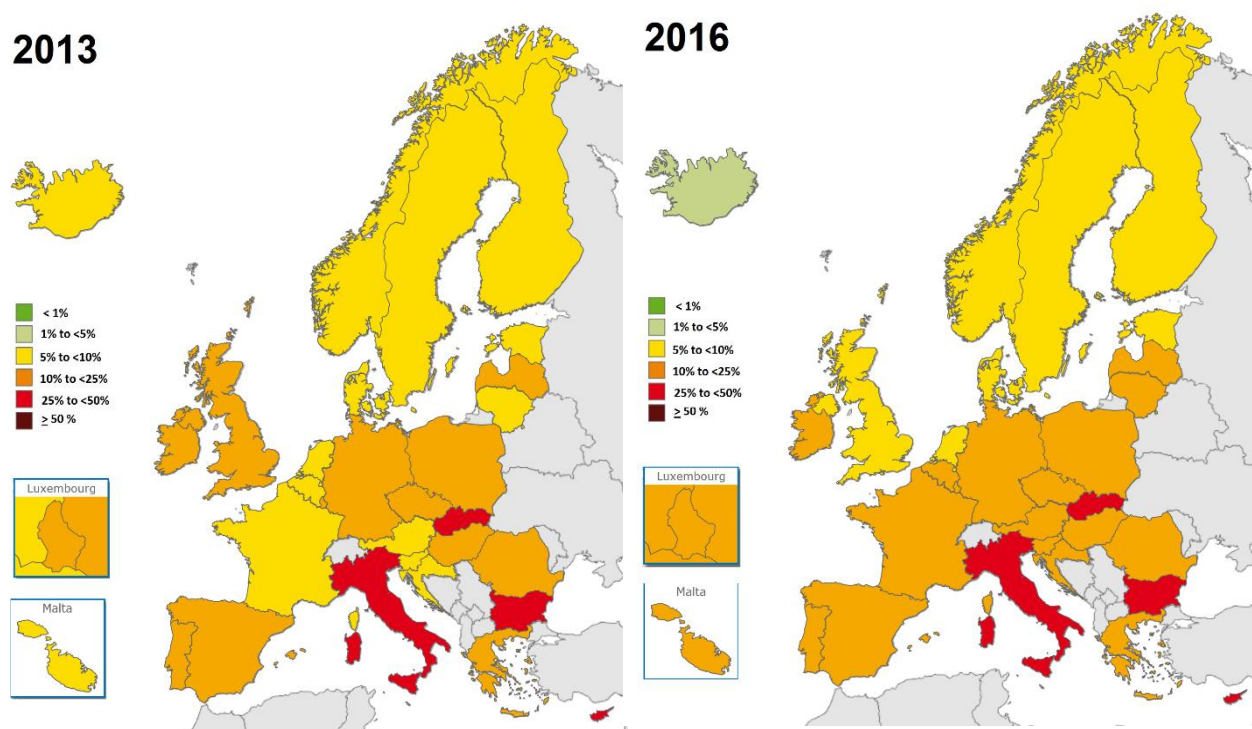 2013
< 1%
1% to <5%
5% to <10%
10% to <25%
25% to <50%
≥ 50 %
Luxembourg
Malta
2016
< 1%
1% to <5%
5% to <10%
10% to <25%
25% to <50%
≥ 50 %
Luxembourg
Malta